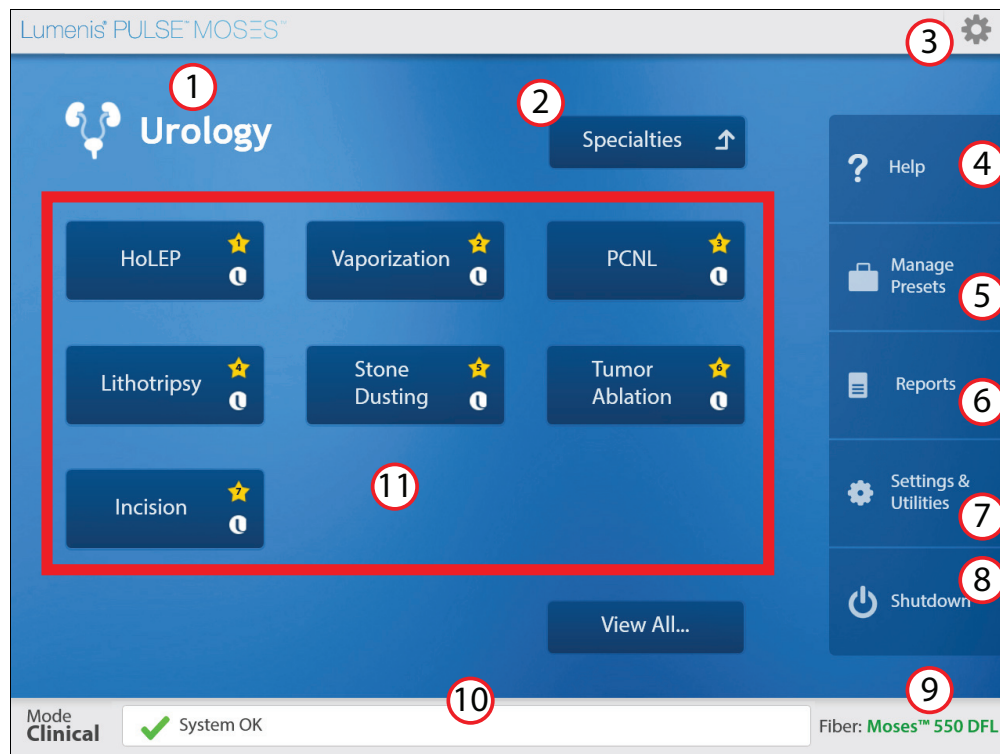 Lumenis® PULSE™ MOSES™
3
1
2
Urology
Specialties
Help
4
HoLEP
1
Vaporization
2
PCNL
3
Manage
Presets
5
Lithotripsy
4
Stone
Dusting
5
Tumor
Ablation
6
Reports
6
Incision
7
11
Settings &
Utilities
7
8
Shutdown
View All...
9
10
Mode
Clinical
System OK
Fiber: Moses™ 550 DFL